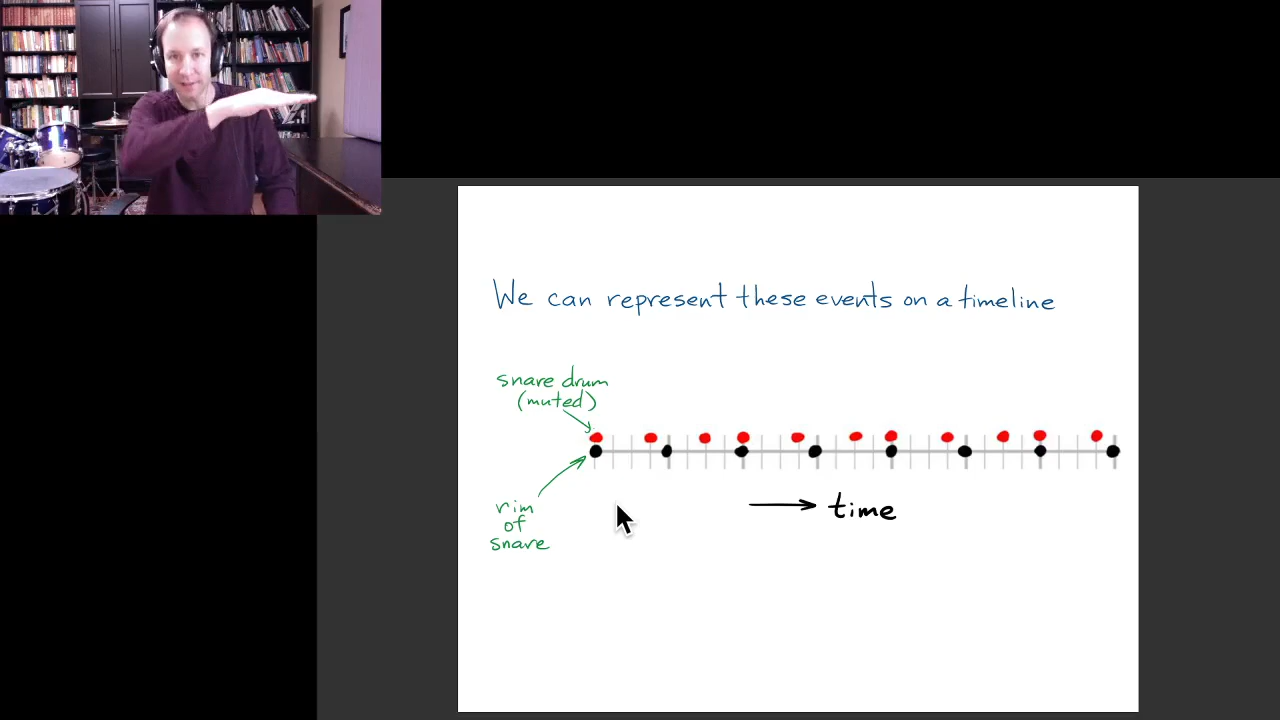 We can represent these events on a timeline
snare drum
(muted)
rim
of
snare
time